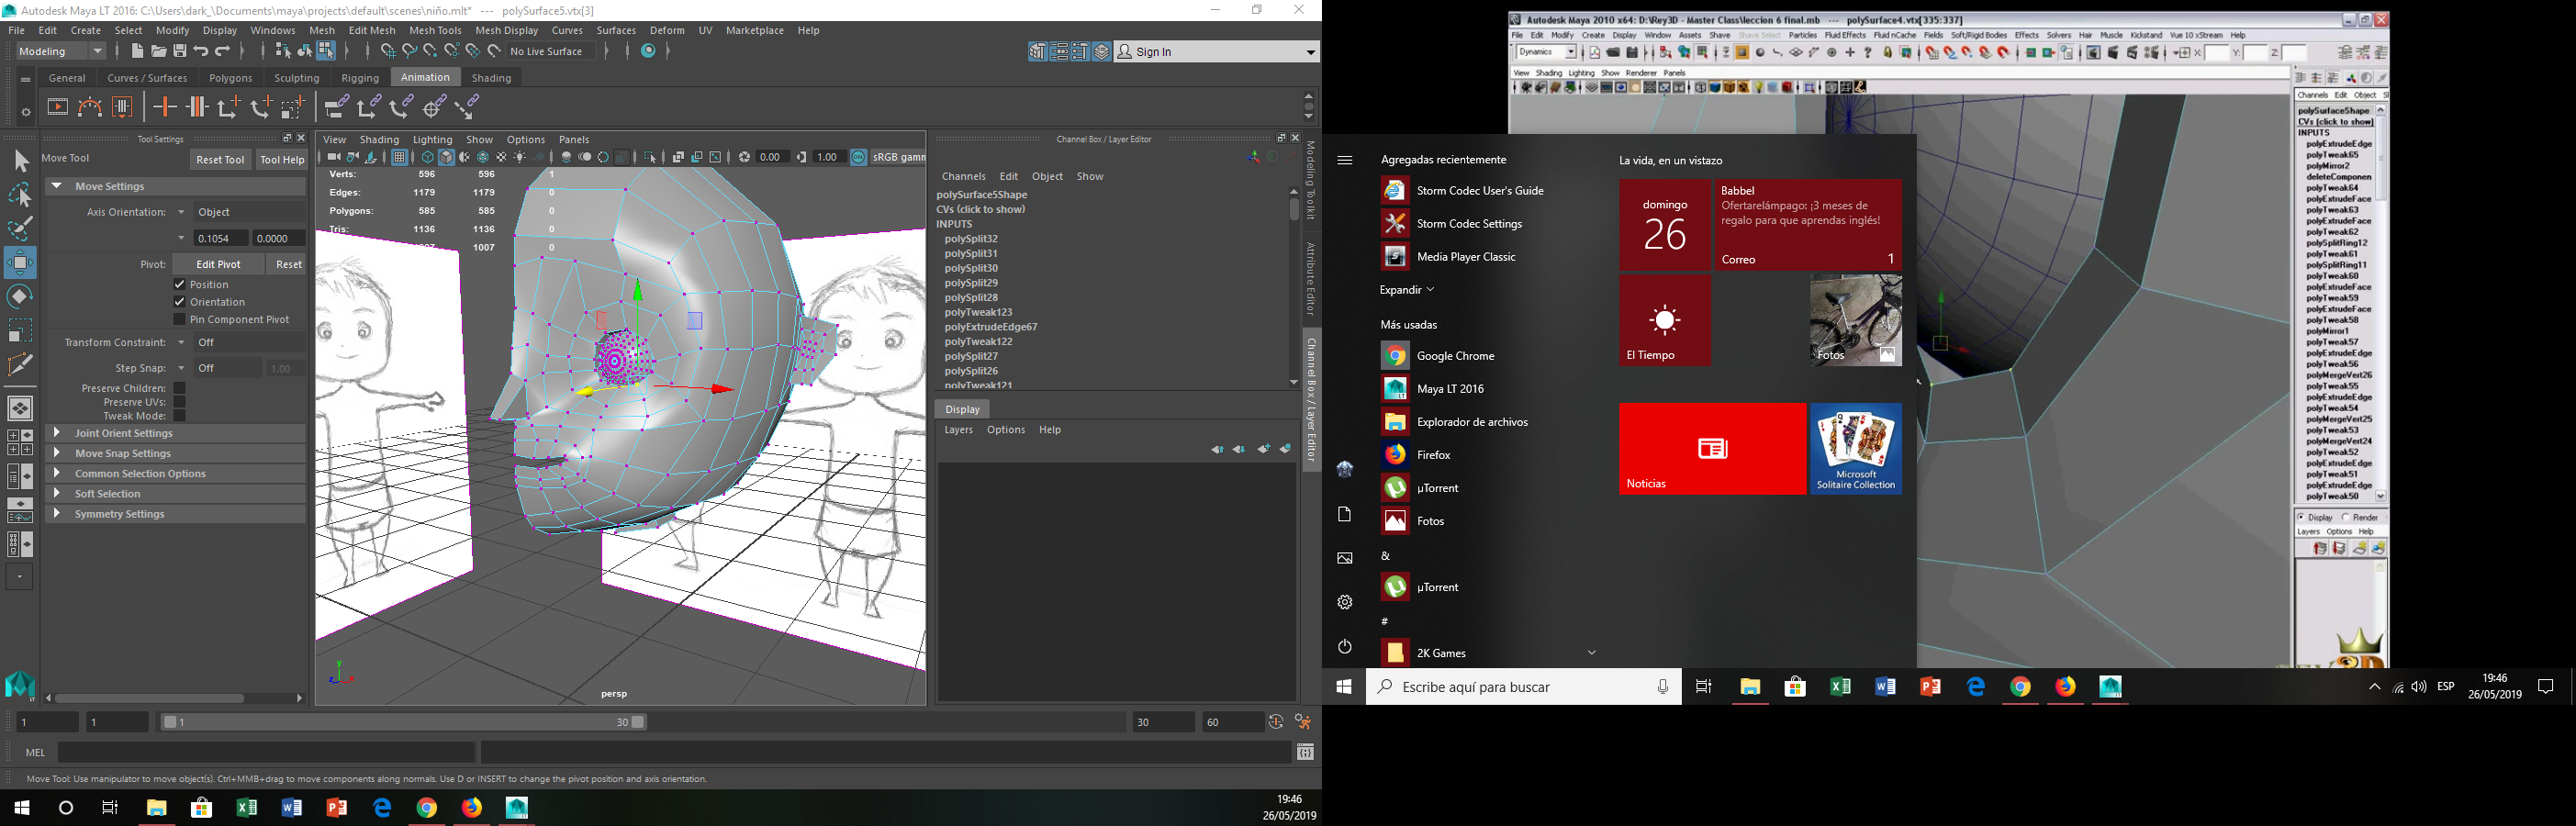 Autodesk Maya LT 2016: C:\Users\dark_\Documents\maya\projects\default\scenes\niño.mlt*   ---   polySurface5.vtx[3]
File Edit Create Select Modify Display Windows Mesh Edit Mesh Mesh Tools Mesh Display Curves Surfaces Deform UV Marketplace Help
Modeling
No Live Surface
Sign In
General Curves / Surfaces Polygons Sculpting Rigging Animation Shading
Tool Settings
Move Tool
Reset Tool
Tool Help
Move Settings
Axis Orientation: Object
0.1054 0.0000
Pivot: Edit Pivot Reset
Position
Orientation
Pin Component Pivot
Transform Constraint: Off
Step Snap: Off 1.00
Preserve Children:
Preserve UVs:
Tweak Mode:
Joint Orient Settings
Move Snap Settings
Common Selection Options
Soft Selection
Symmetry Settings
View Shading Lighting Show Options Panels
0.00 1.00 sRGB gamm
Verts: 596 596 1
Edges: 1179 1179 0
Polygons: 585 585 0
Tris: 1136 1136 0
1007 0
persp
Channel Box / Layer Editor
Channels Edit Object Show
polySurface5Shape
CVs (click to show)
INPUTS
polySplit32
polySplit31
polySplit30
polySplit29
polySplit28
polyTweak123
polyExtrudeEdge67
polyTweak122
polySplit27
polySplit26
polyTweak121
Display
Layers Options Help
Modeling Toolkit
Attribute Editor
Channel Box / Layer Editor
LT
1 1 1 30 30 60
MEL
Move Tool: Use manipulator to move object(s). Ctrl+MMB+drag to move components along normals. Use D or INSERT to change the pivot position and axis orientation.
19:46
26/05/2019
Autodesk Maya 2010 x64: D:\Rey3D - Master Class\leccion 6 final.mb   ---   polySurface4.vtx[335:337]
File Edit Modify Create Display Window Assets Shave Shave Select Particles Fluid Effects Fluid nCache Fields Soft/Rigid Bodies Effects Solvers Hair Muscle Kickstand Vue 10 xStream Help
Dynamics
X: Y: Z:
View Shading Lighting Show Renderer Panels
Channels Edit Object
polySurfaceShape
CVs (click to show)
INPUTS
polyExtrudeEdge
polyTweak65
polyMirror2
deleteComponen
polyTweak64
polyExtrudeFace
polyTweak63
polyExtrudeFace
polyTweak62
polySplitRing12
polyTweak61
polySplitRing11
polyTweak60
polyExtrudeFace
polyTweak59
polyExtrudeFace
polyTweak58
polyMirror1
polyTweak57
polyExtrudeEdge
polyTweak56
polyMergeVert26
polyTweak55
polyExtrudeEdge
polyTweak54
polyMergeVert25
polyTweak53
polyMergeVert24
polyTweak52
polyExtrudeEdge
polyTweak51
polyExtrudeEdge
polyTweak50
Display Render
Layers Options Help
Agregadas recientemente
Storm Codec User's Guide
Storm Codec Settings
Media Player Classic
Expandir
Más usadas
Google Chrome
Maya LT 2016
Explorador de archivos
Firefox
µTorrent
Fotos
&
µTorrent
#
2K Games
La vida, en un vistazo
domingo
26
Babbel
Ofertarelámpago: ¡3 meses de
regalo para que aprendas inglés!
Correo 1
El Tiempo
Fotos
Noticias
Microsoft
Solitaire Collection
Escribe aquí para buscar
ESP
19:46
26/05/2019